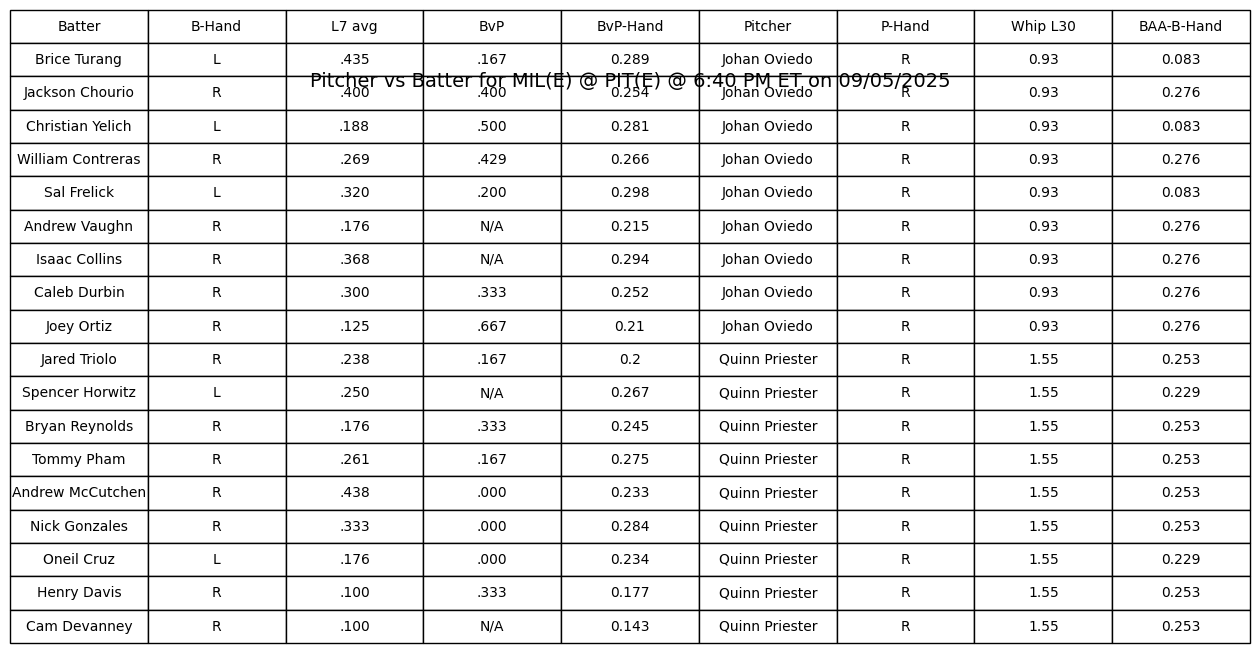 Batter B-Hand L7 avg BvP BvP-Hand Pitcher P-Hand Whip L30 BAA-B-Hand
Brice Turang L .435 .167 0.289 Johan Oviedo R 0.93 0.083
Pitcher vs Batter for MIL(E) @ PIT(E) @ 6:40 PM ET on 09/05/2025
Jackson Chourio R .400 .400 0.254 Johan Oviedo R 0.93 0.276
Christian Yelich L .188 .500 0.281 Johan Oviedo R 0.93 0.083
William Contreras R .269 .429 0.266 Johan Oviedo R 0.93 0.276
Sal Frelick L .320 .200 0.298 Johan Oviedo R 0.93 0.083
Andrew Vaughn R .176 N/A 0.215 Johan Oviedo R 0.93 0.276
Isaac Collins R .368 N/A 0.294 Johan Oviedo R 0.93 0.276
Caleb Durbin R .300 .333 0.252 Johan Oviedo R 0.93 0.276
Joey Ortiz R .125 .667 0.21 Johan Oviedo R 0.93 0.276
Jared Triolo R .238 .167 0.2 Quinn Priester R 1.55 0.253
Spencer Horwitz L .250 N/A 0.267 Quinn Priester R 1.55 0.229
Bryan Reynolds R .176 .333 0.245 Quinn Priester R 1.55 0.253
Tommy Pham R .261 .167 0.275 Quinn Priester R 1.55 0.253
Andrew McCutchen R .438 .000 0.233 Quinn Priester R 1.55 0.253
Nick Gonzales R .333 .000 0.284 Quinn Priester R 1.55 0.253
Oneil Cruz L .176 .000 0.234 Quinn Priester R 1.55 0.229
Henry Davis R .100 .333 0.177 Quinn Priester R 1.55 0.253
Cam Devanney R .100 N/A 0.143 Quinn Priester R 1.55 0.253